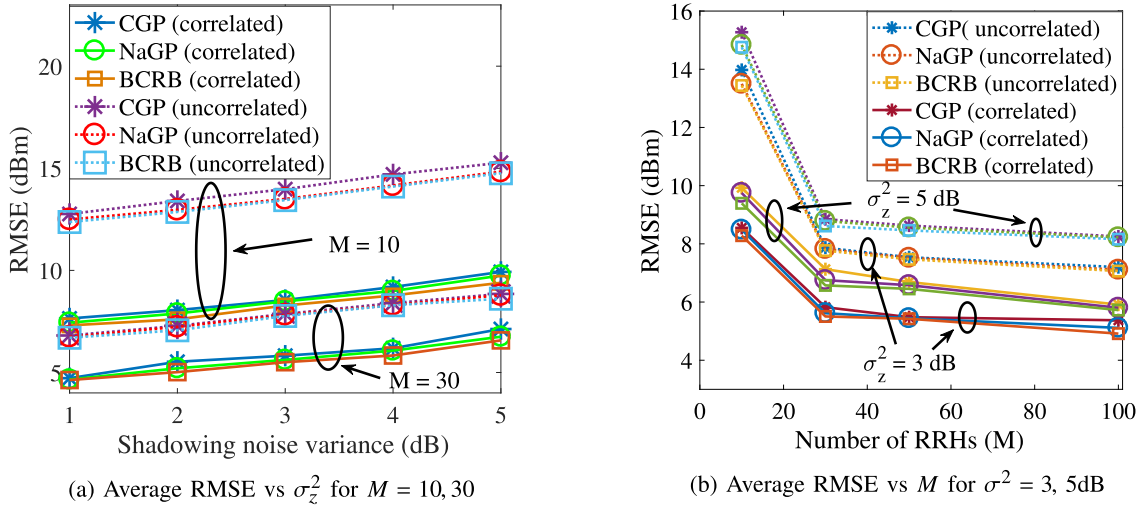 CGP (correlated)
NaGP (correlated)
BCRB (correlated)
CGP (uncorrelated)
NaGP (uncorrelated)
BCRB (uncorrelated)
20
15
10
5
RMSE (dBm)
M = 10
M = 30
1 2 3 4 5
Shadowing noise variance (dB)
(a) Average RMSE vs σ_z^2 for M = 10, 30
CGP( uncorrelated)
NaGP (uncorrelated)
BCRB (uncorrelated)
CGP (correlated)
NaGP (correlated)
BCRB (correlated)
16
14
12
10
8
6
4
RMSE (dBm)
σ_z^2 = 5 dB
σ_z^2 = 3 dB
0 20 40 60 80 100
Number of RRHs (M)
(b) Average RMSE vs M for σ^2 = 3, 5dB